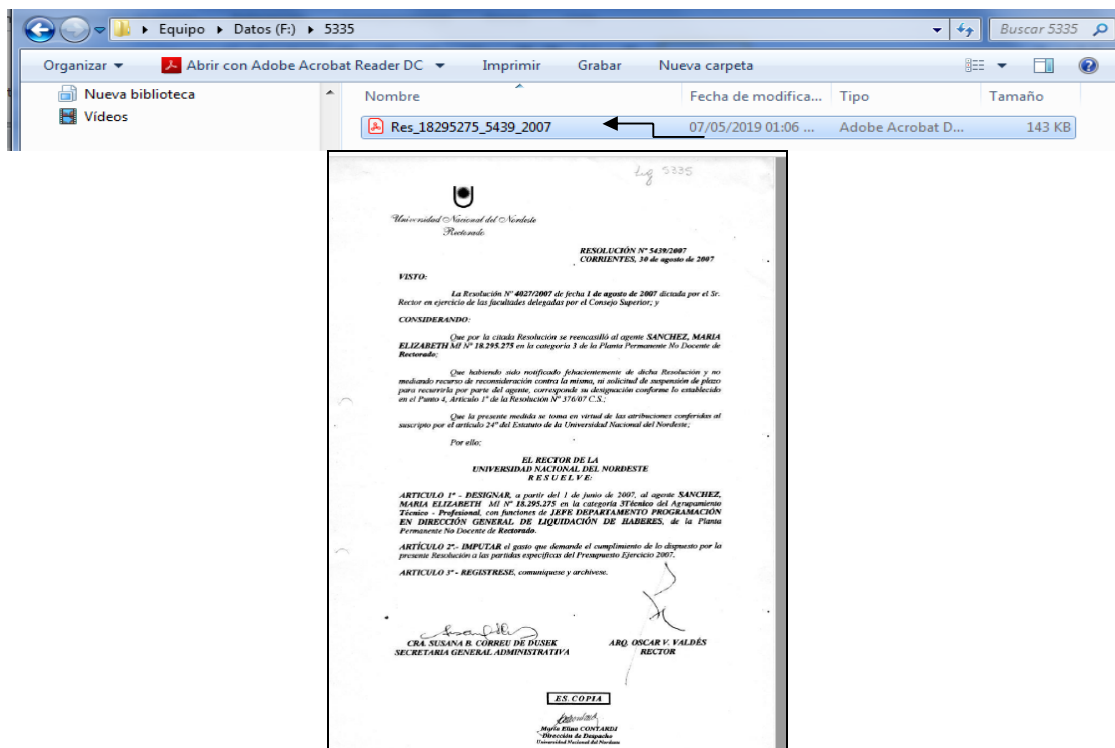 Equipo ▸ Datos (F:) ▸ 5335
Buscar 5335
Organizar Abrir con Adobe Acrobat Reader DC Imprimir Grabar Nueva carpeta
Nueva biblioteca
Vídeos
Nombre Fecha de modifica... Tipo Tamaño
Res_18295275_5439_2007 07/05/2019 01:06 ... Adobe Acrobat D... 143 KB
Leg 5335
Universidad Nacional del Nordeste
Rectorado
RESOLUCIÓN N° 5439/2007
CORRIENTES, 30 de agosto de 2007
VISTO:
La Resolución N° 4027/2007 de fecha 1 de agosto de 2007 dictada por el Sr.
Rector en ejercicio de las facultades delegadas por el Consejo Superior; y
CONSIDERANDO:
Que por la citada Resolución se reencasilló al agente SANCHEZ, MARIA
ELIZABETH MI N° 18.295.275 en la categoría 3 de la Planta Permanente No Docente de
Rectorado;
Que habiendo sido notificado fehacientemente de dicha Resolución y no
mediando recurso de reconsideración contra la misma, ni solicitud de suspensión de plazo
para recurrirla por parte del agente, corresponde su designación conforme lo establecido
en el Punto 4, Artículo 1° de la Resolución N° 376/07 C.S.;
Que la presente medida se toma en virtud de las atribuciones conferidas al
suscripto por el artículo 24° del Estatuto de la Universidad Nacional del Nordeste;
Por ello:
EL RECTOR DE LA
UNIVERSIDAD NACIONAL DEL NORDESTE
R E S U E L V E:
ARTICULO 1° - DESIGNAR, a partir del 1 de junio de 2007, al agente SANCHEZ,
MARIA ELIZABETH MI N° 18.295.275 en la categoría 3Técnico del Agrupamiento
Técnico - Profesional, con funciones de JEFE DEPARTAMENTO PROGRAMACIÓN
EN DIRECCIÓN GENERAL DE LIQUIDACIÓN DE HABERES, de la Planta
Permanente No Docente de Rectorado.
ARTÍCULO 2°.- IMPUTAR el gasto que demande el cumplimiento de lo dispuesto por la
presente Resolución a las partidas específicas del Presupuesto Ejercicio 2007.
ARTICULO 3° - REGISTRESE, comuníquese y archívese.
CRA. SUSANA B. CORREU DE DUSEK
SECRETARIA GENERAL ADMINISTRATIVA
ARQ. OSCAR V. VALDÉS
RECTOR
ES COPIA
María Elina CONTARDI
Dirección de Despacho
Universidad Nacional del Nordeste